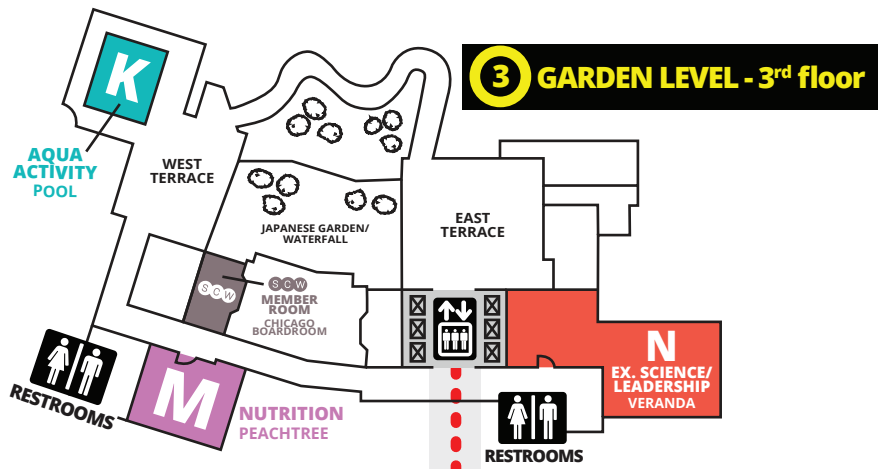 3 GARDEN LEVEL - 3rd floor
K
AQUA
ACTIVITY
POOL
WEST
TERRACE
JAPANESE GARDEN/
WATERFALL
EAST
TERRACE
SCW
SCW
MEMBER
ROOM
CHICAGO
BOARDROOM
N
EX. SCIENCE/
LEADERSHIP
VERANDA
RESTROOMS
M
NUTRITION
PEACHTREE
RESTROOMS